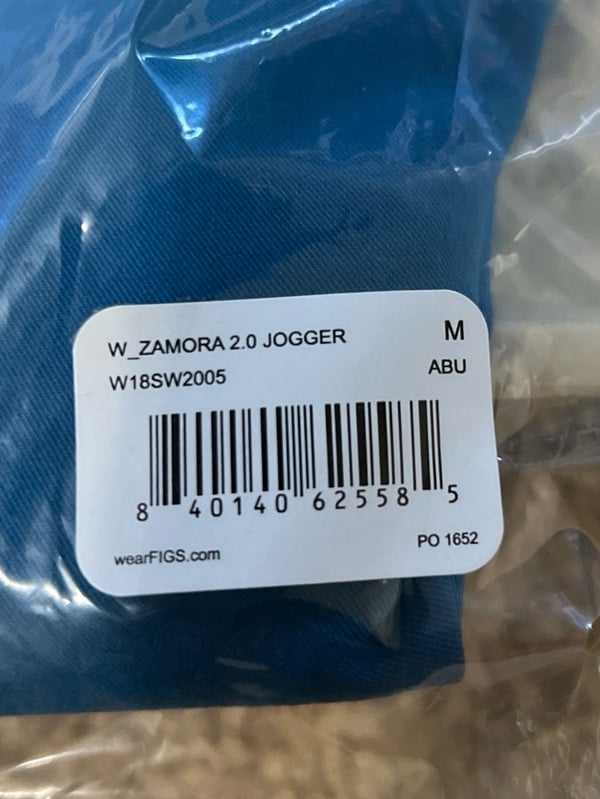 W_ZAMORA 2.0 JOGGER M
W18SW2005 ABU
8 40140 62558 5
wearFIGS.com PO 1652